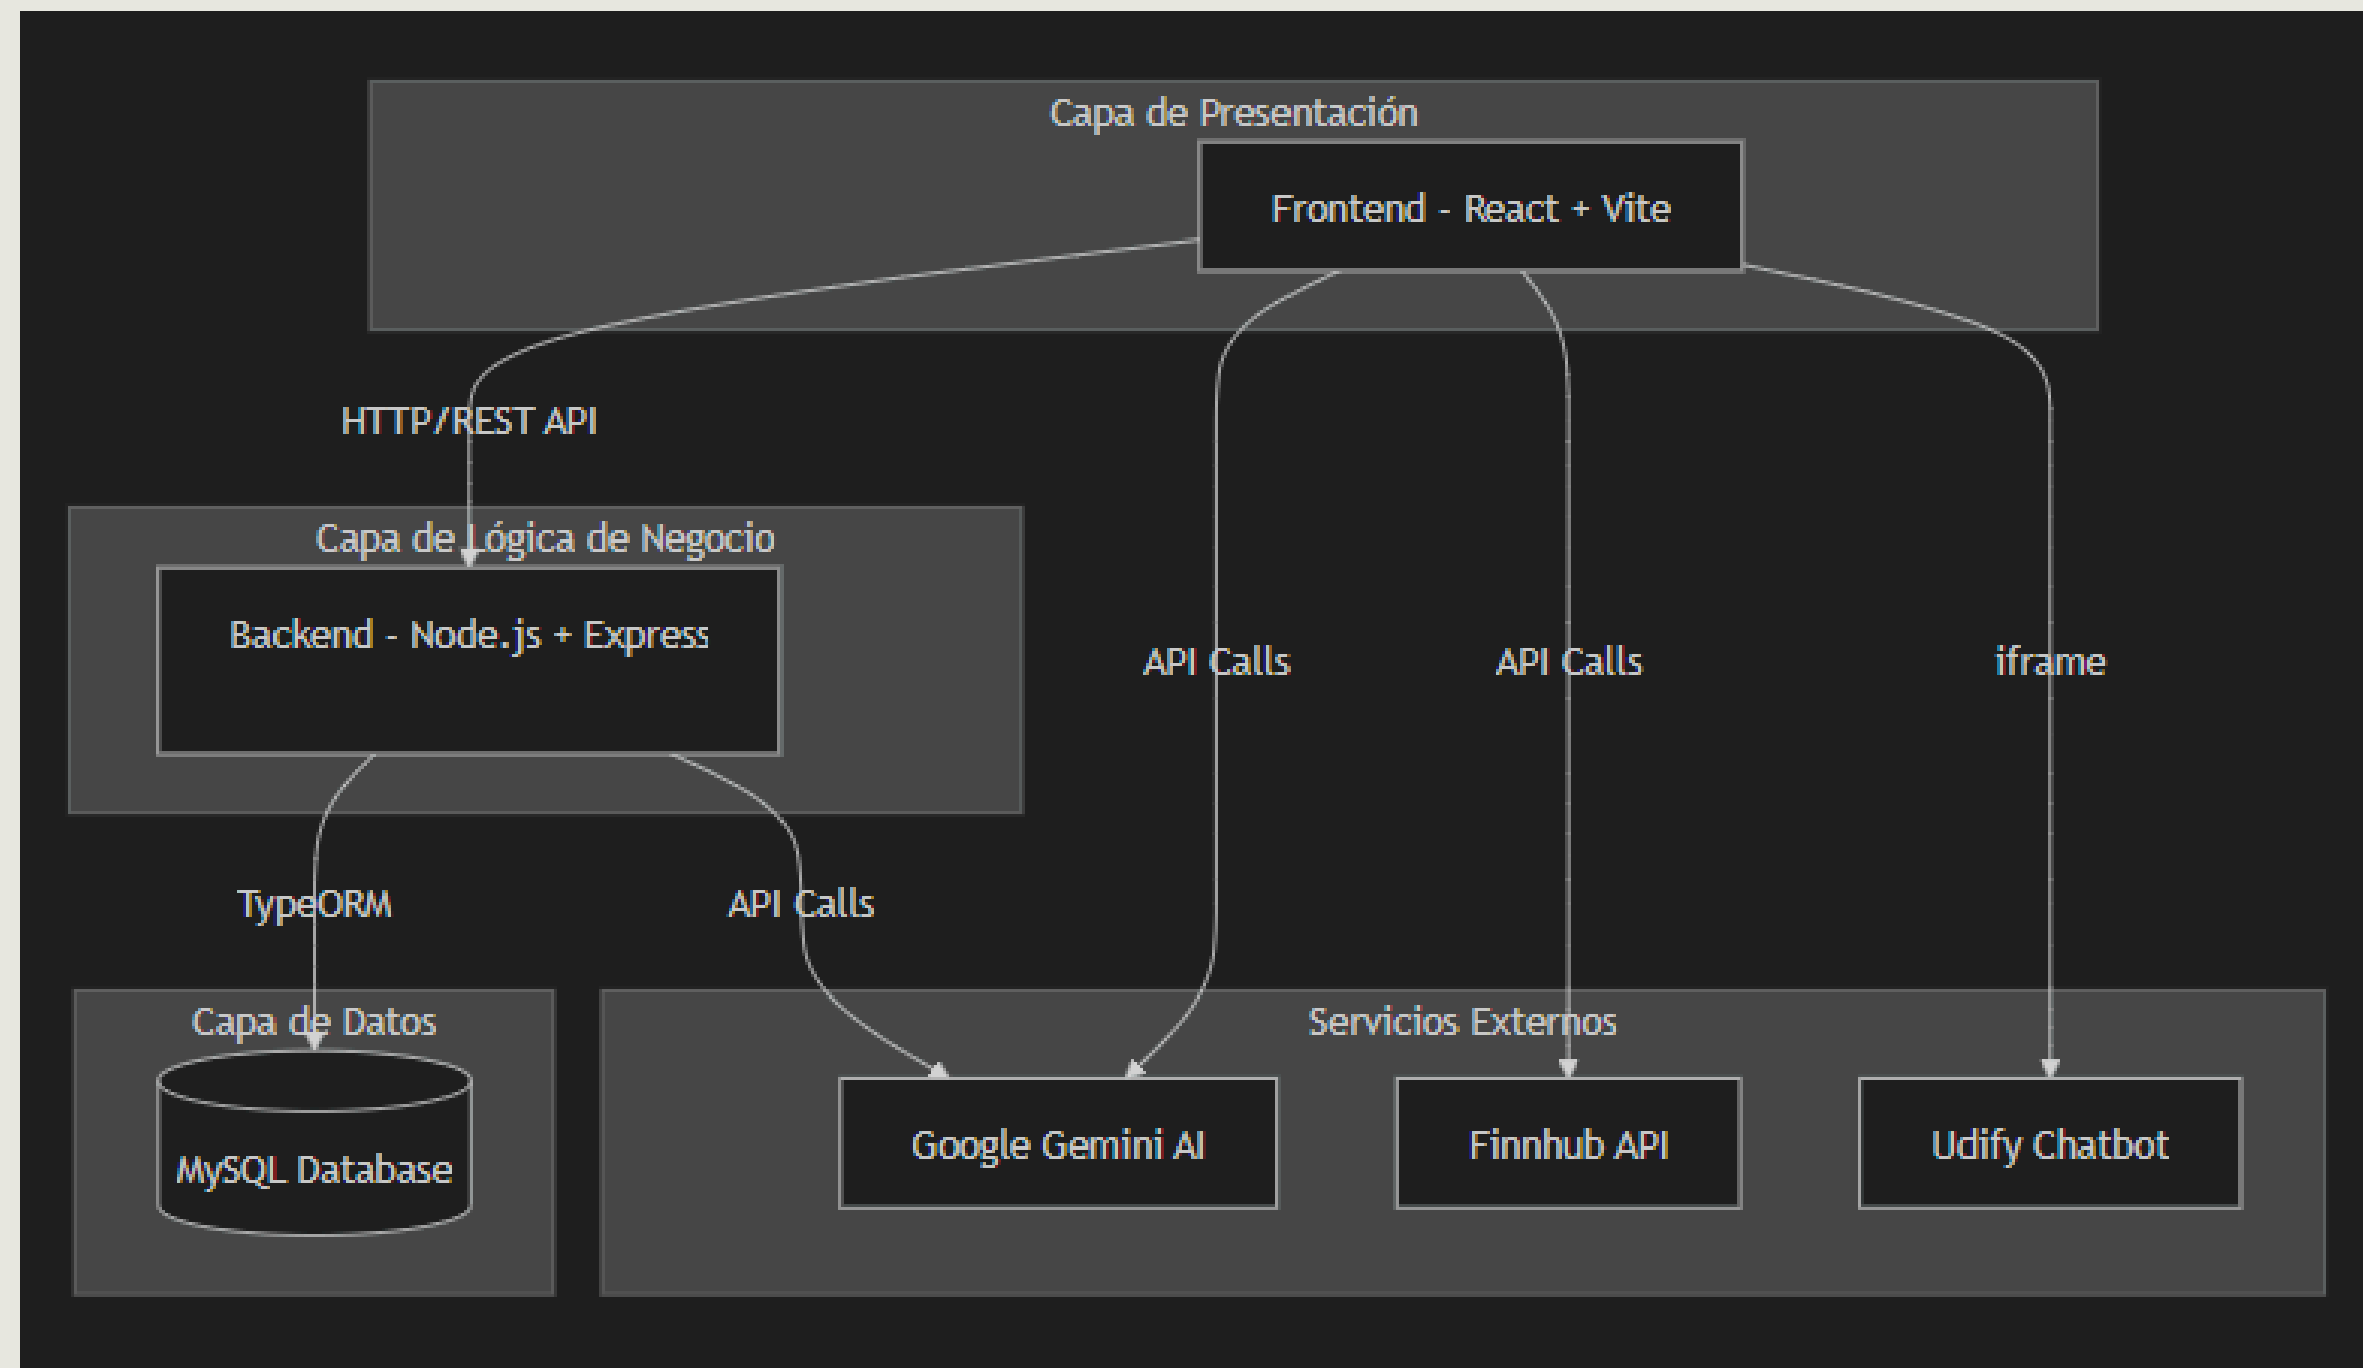 Capa de Presentación
Frontend - React + Vite
HTTP/REST API
Capa de Lógica de Negocio
Backend - Node.js + Express
API Calls
API Calls
iframe
TypeORM
API Calls
Capa de Datos
Servicios Externos
MySQL Database
Google Gemini AI
Finnhub API
Udify Chatbot